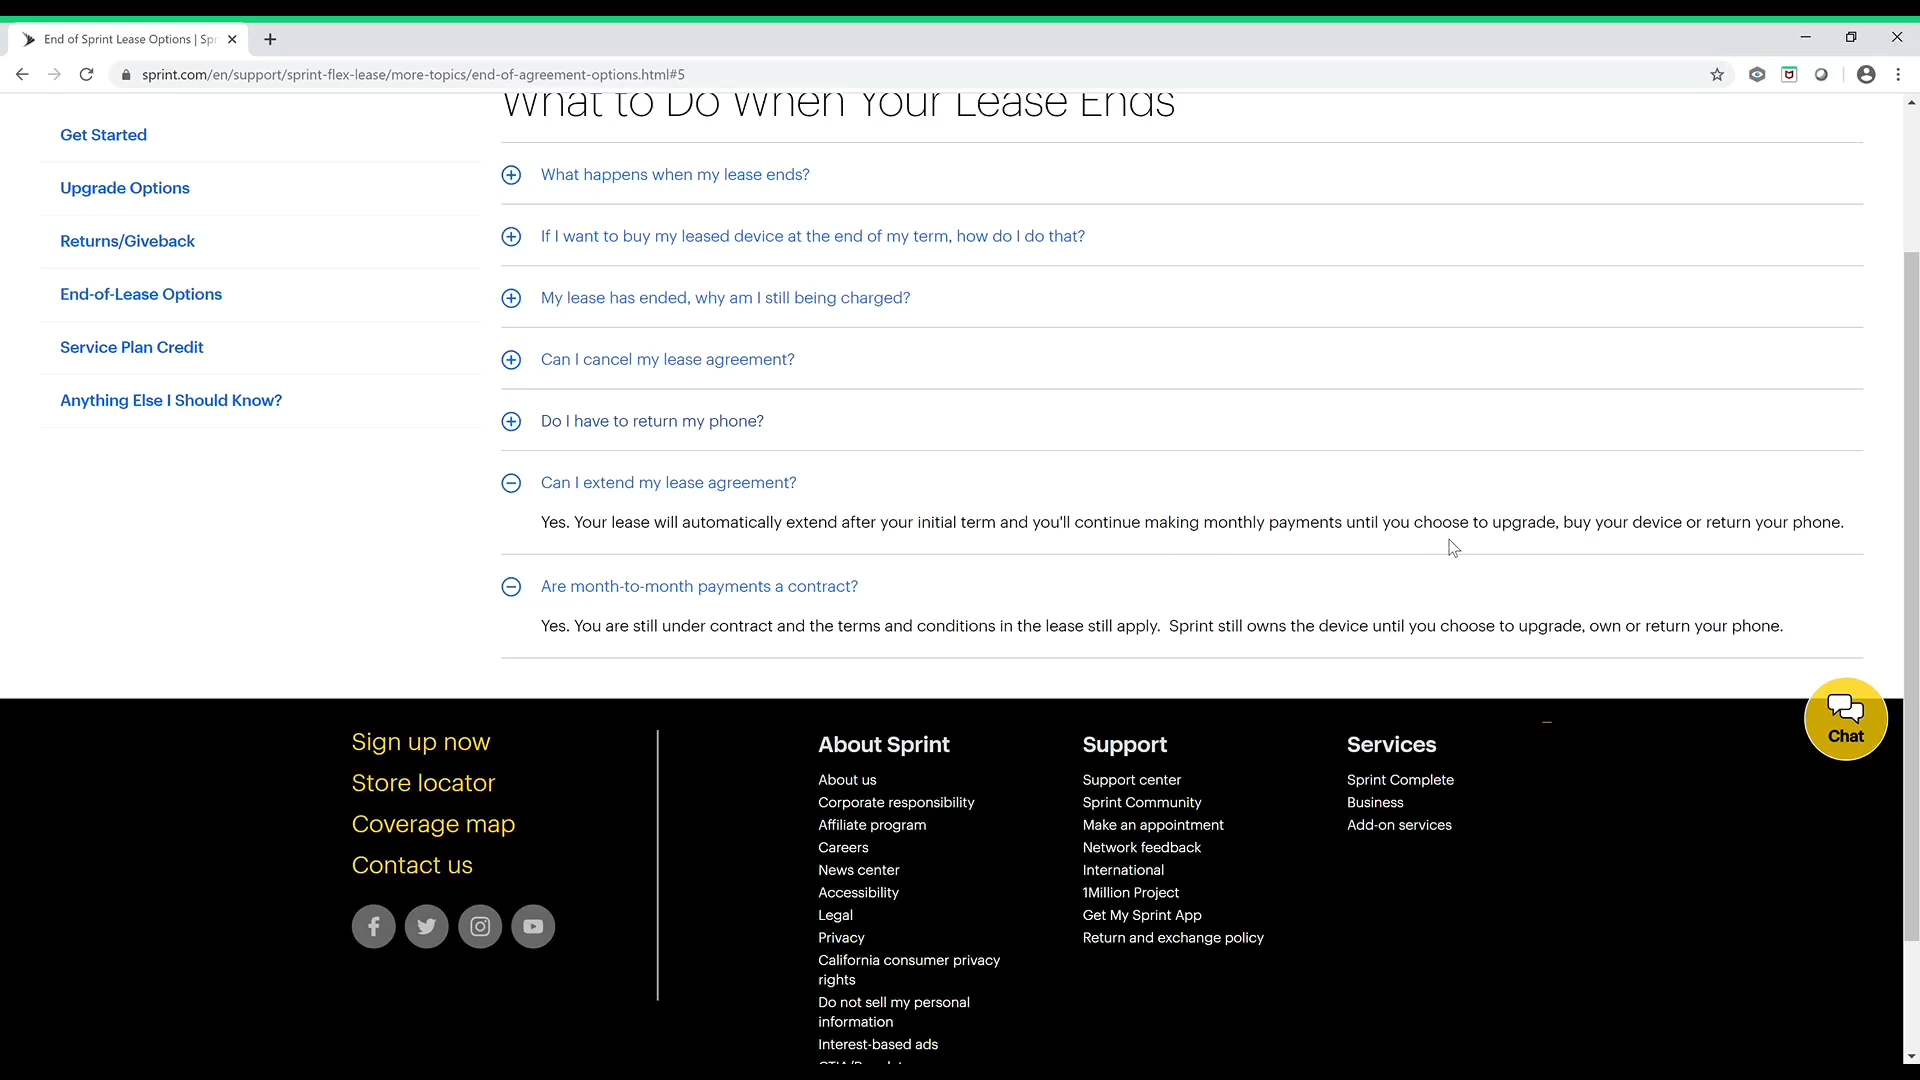 End of Sprint Lease Options | Spr
sprint.com/en/support/sprint-flex-lease/more-topics/end-of-agreement-options.html#5
What to Do When Your Lease Ends
Get Started
Upgrade Options
Returns/Giveback
End-of-Lease Options
Service Plan Credit
Anything Else I Should Know?
What happens when my lease ends?
If I want to buy my leased device at the end of my term, how do I do that?
My lease has ended, why am I still being charged?
Can I cancel my lease agreement?
Do I have to return my phone?
Can I extend my lease agreement?
Yes. Your lease will automatically extend after your initial term and you'll continue making monthly payments until you choose to upgrade, buy your device or return your phone.
Are month-to-month payments a contract?
Yes. You are still under contract and the terms and conditions in the lease still apply.  Sprint still owns the device until you choose to upgrade, own or return your phone.
Chat
Sign up now
Store locator
Coverage map
Contact us
About Sprint
About us
Corporate responsibility
Affiliate program
Careers
News center
Accessibility
Legal
Privacy
California consumer privacy
rights
Do not sell my personal
information
Interest-based ads
Support
Support center
Sprint Community
Make an appointment
Network feedback
International
1Million Project
Get My Sprint App
Return and exchange policy
Services
Sprint Complete
Business
Add-on services